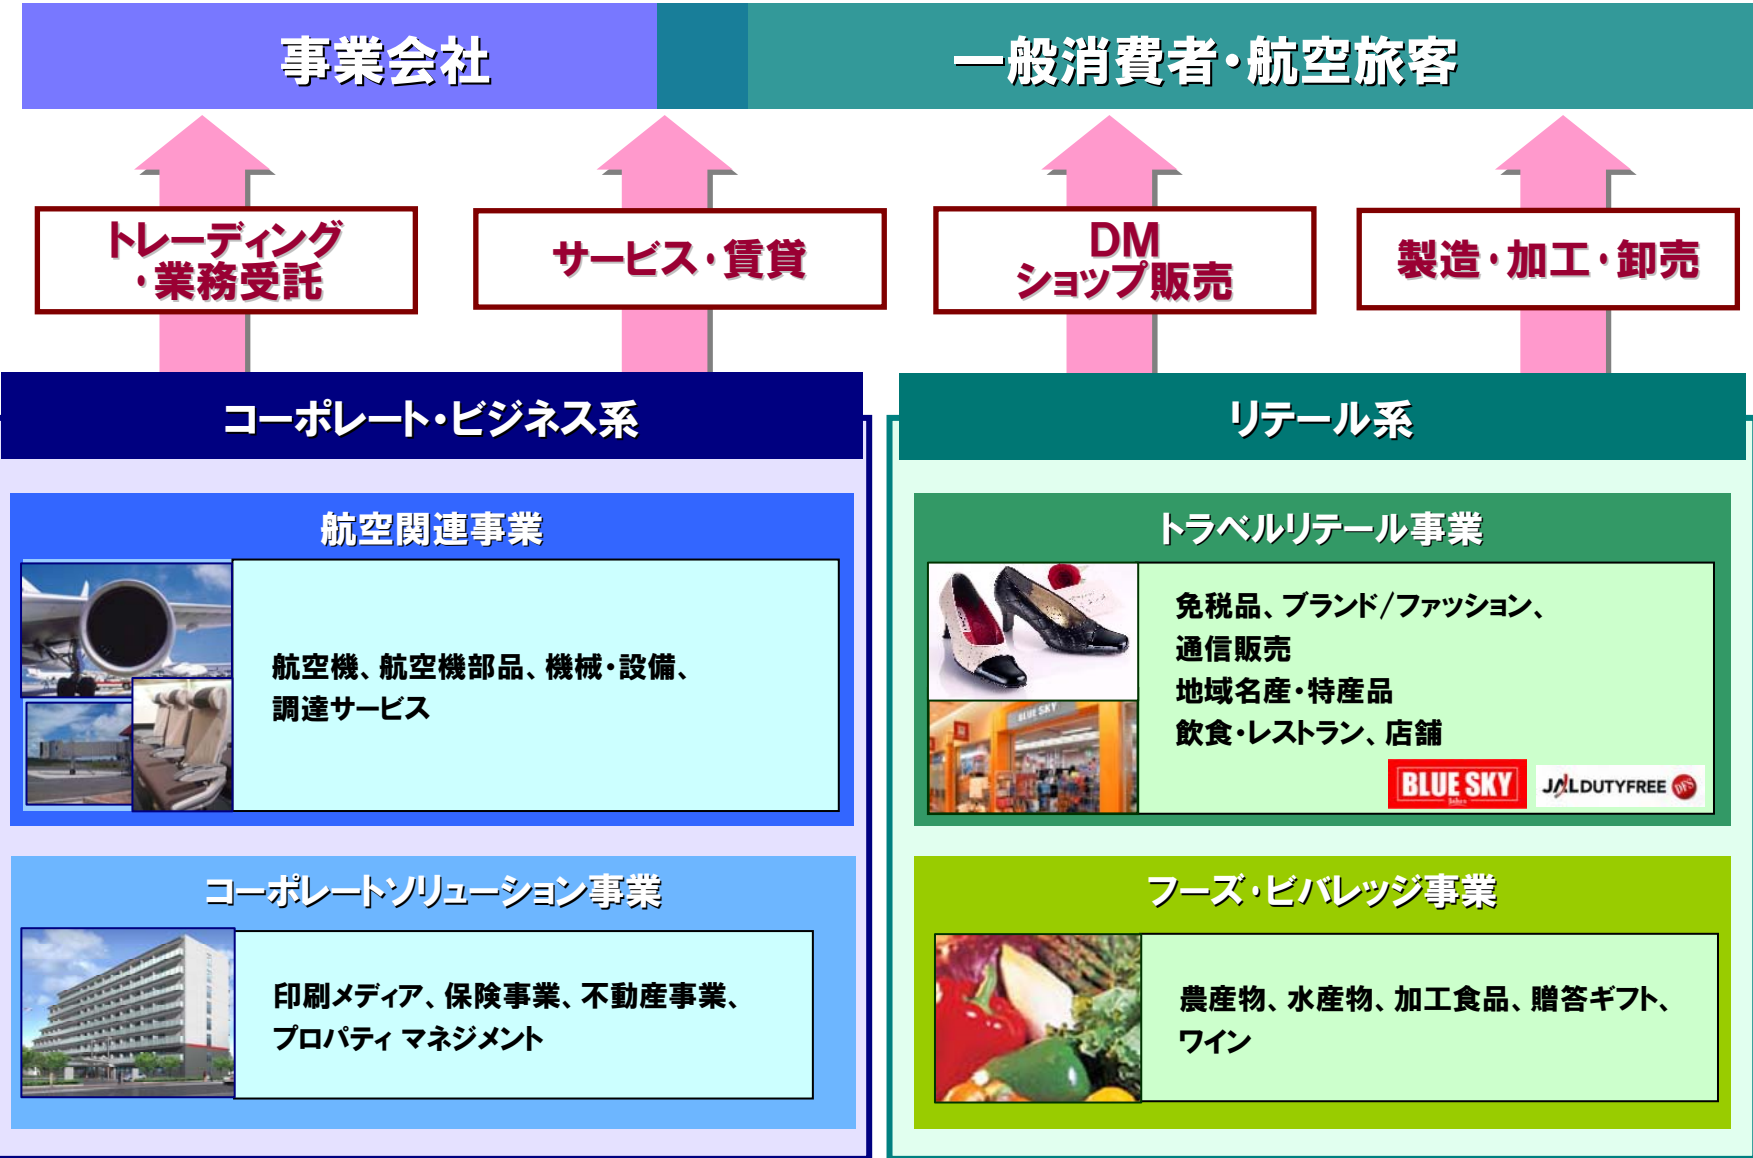 事業会社
一般消費者・航空旅客
トレーディング
・業務受託
サービス・賃貸
DM
ショップ販売
製造・加工・卸売
コーポレート・ビジネス系
リテール系
航空関連事業
航空機、航空機部品、機械・設備、
調達サービス
トラベルリテール事業
免税品、ブランド/ファッション、
通信販売
地域名産・特産品
飲食・レストラン、店舗
BLUE SKY
BLUE SKY
JALDUTYFREE DFS
コーポレートソリューション事業
印刷メディア、保険事業、不動産事業、
プロパティ マネジメント
フーズ・ビバレッジ事業
農産物、水産物、加工食品、贈答ギフト、
ワイン